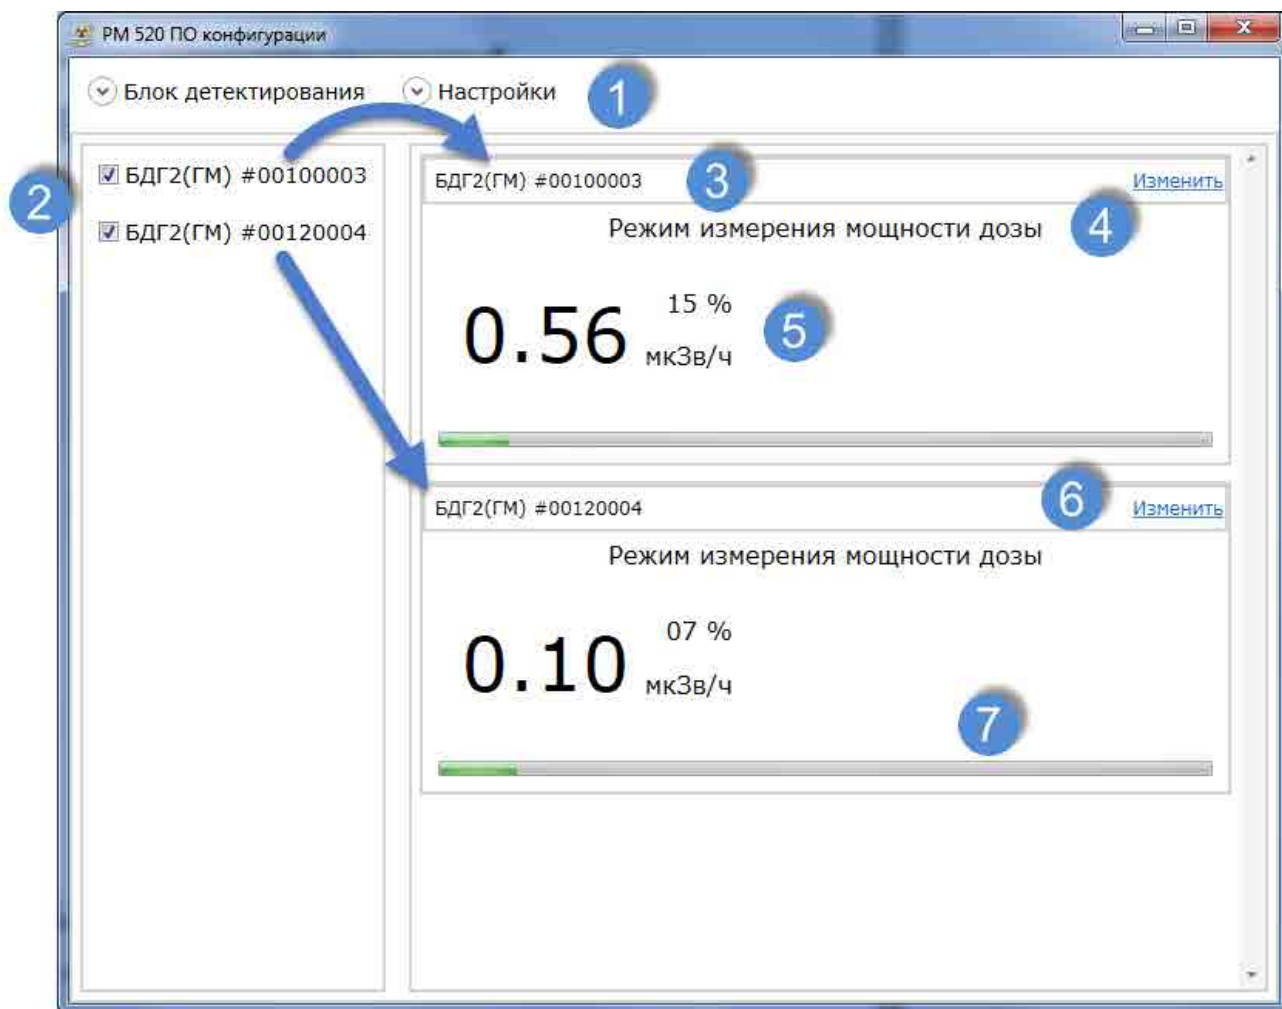 РМ 520 ПО конфигурации
Блок детектирования Настройки 1
2
БДГ2(ГМ) #00100003
БДГ2(ГМ) #00120004
БДГ2(ГМ) #00100003 3 Изменить
Режим измерения мощности дозы 4
15 %
0.56 мкЗв/ч 5
БДГ2(ГМ) #00120004 6 Изменить
Режим измерения мощности дозы
07 %
0.10 мкЗв/ч
7